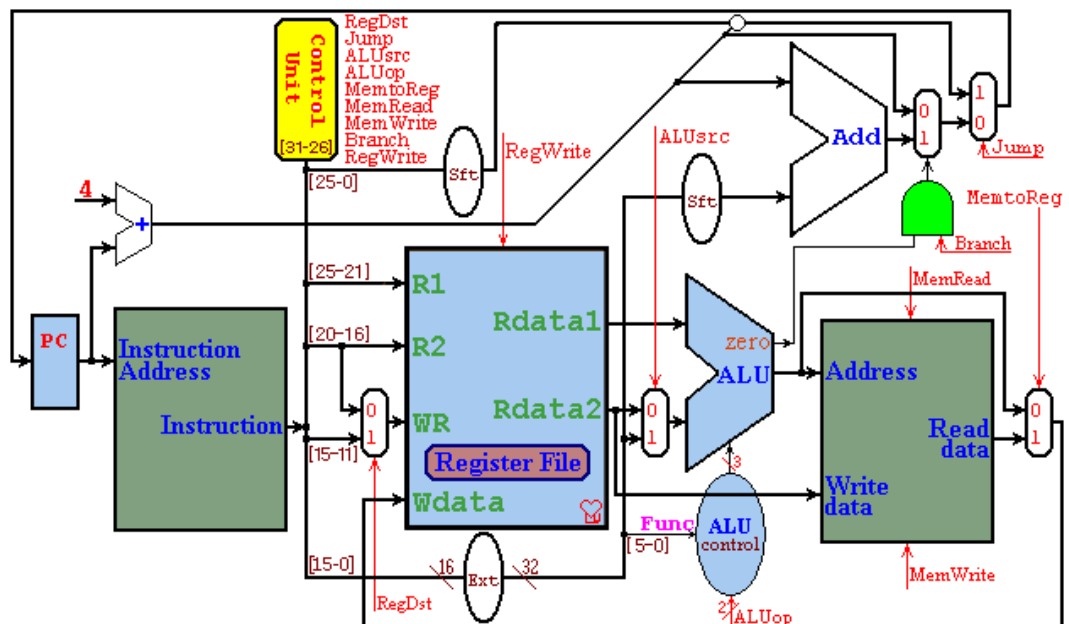 Control
Unit
[31-26]
RegDst
Jump
ALUsrc
ALUop
MemtoReg
MemRead
MemWrite
Branch
RegWrite
[25-0]
Sft
RegWrite
ALUsrc
Sft
Add
0
1
1
0
Jump
MemtoReg
4
+
Branch
MemRead
PC
Instruction
Address
Instruction
[25-21]
[20-16]
0
1
[15-11]
R1
R2
WR
Wdata
Rdata1
Rdata2
Register File
0
1
zero
ALU
3
Func
[5-0]
ALU
control
2
ALUop
Address
Read
data
Write
data
0
1
MemWrite
[15-0]
16
Ext
32
RegDst